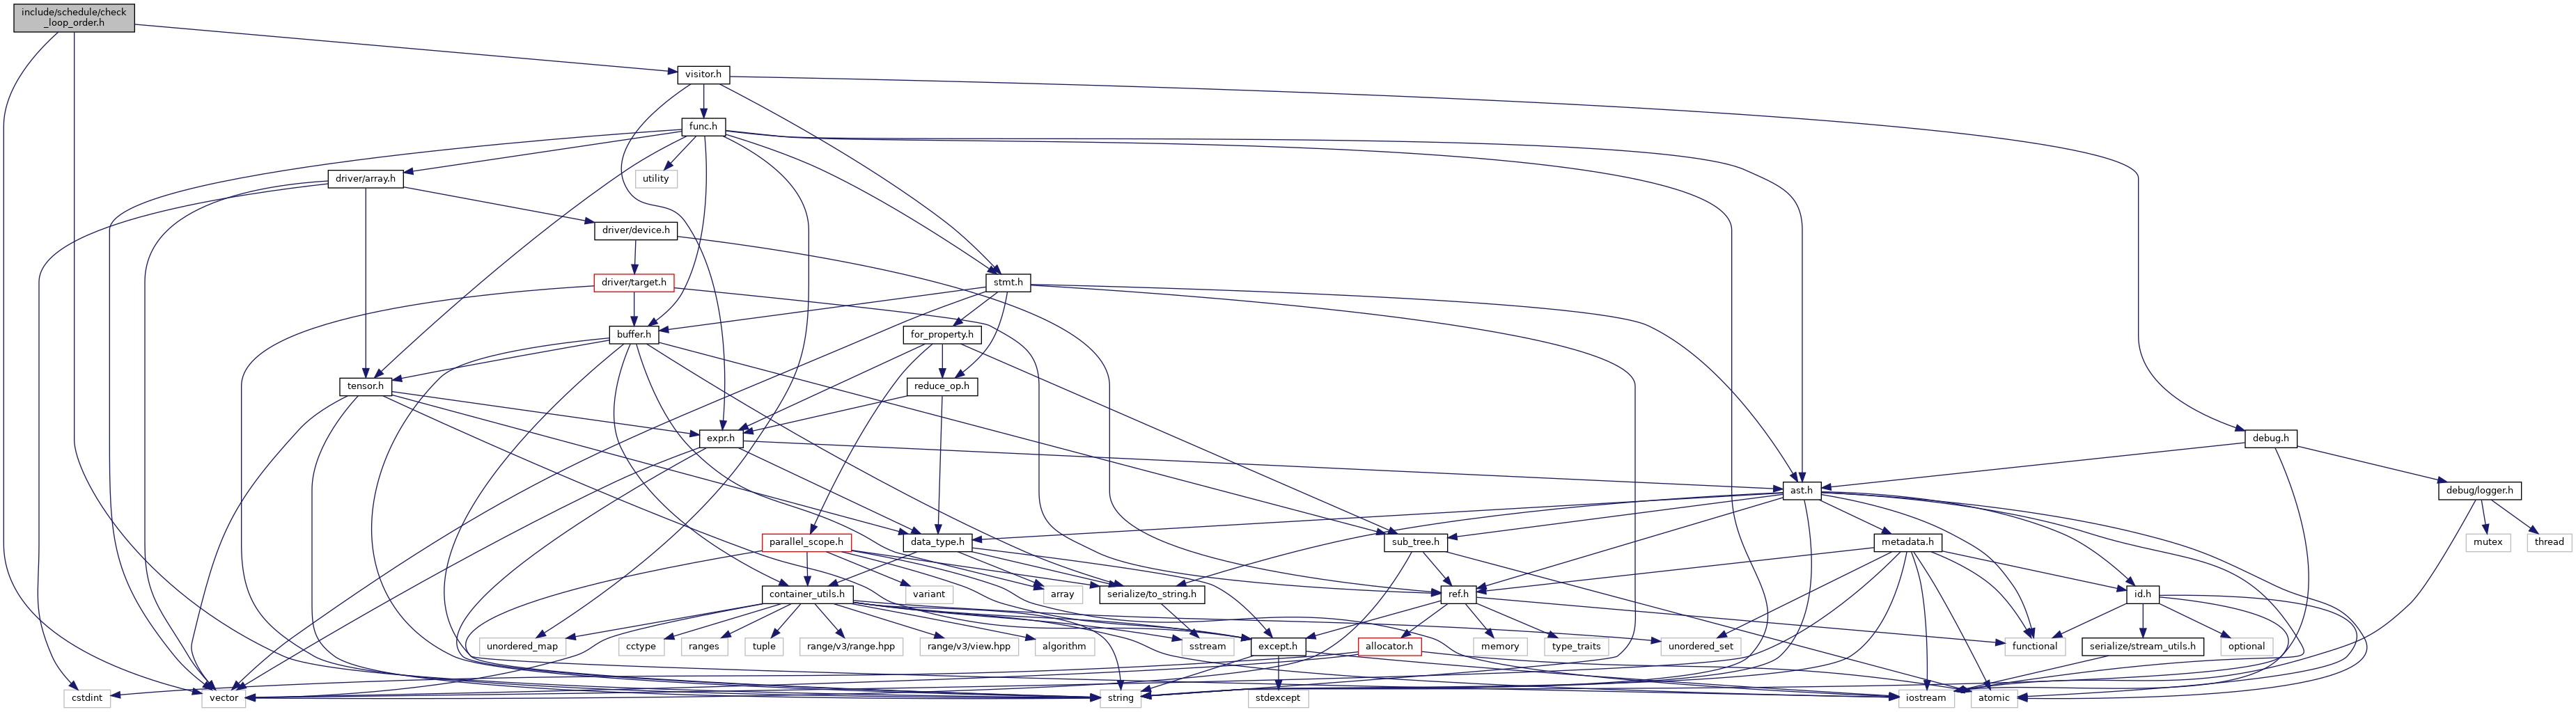 include/schedule/check
_loop_order.h
visitor.h
func.h
driver/array.h
utility
driver/device.h
driver/target.h
stmt.h
buffer.h
for_property.h
tensor.h
reduce_op.h
expr.h
debug.h
ast.h
debug/logger.h
parallel_scope.h
data_type.h
sub_tree.h
metadata.h
mutex
thread
container_utils.h
variant
array
serialize/to_string.h
ref.h
id.h
unordered_map
cctype
ranges
tuple
range/v3/range.hpp
range/v3/view.hpp
algorithm
sstream
except.h
allocator.h
memory
type_traits
unordered_set
functional
serialize/stream_utils.h
optional
cstdint
vector
string
stdexcept
iostream
atomic